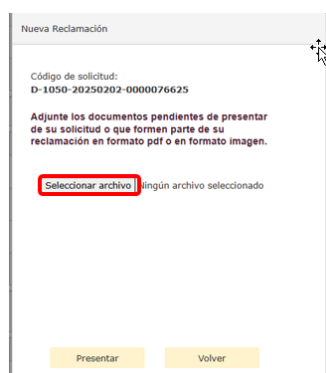 Nueva Reclamación
Código de solicitud:
D-1050-20250202-0000076625
Adjunte los documentos pendientes de presentar
de su solicitud o que formen parte de su
reclamación en formato pdf o en formato imagen.
Seleccionar archivo Ningún archivo seleccionado
Presentar Volver